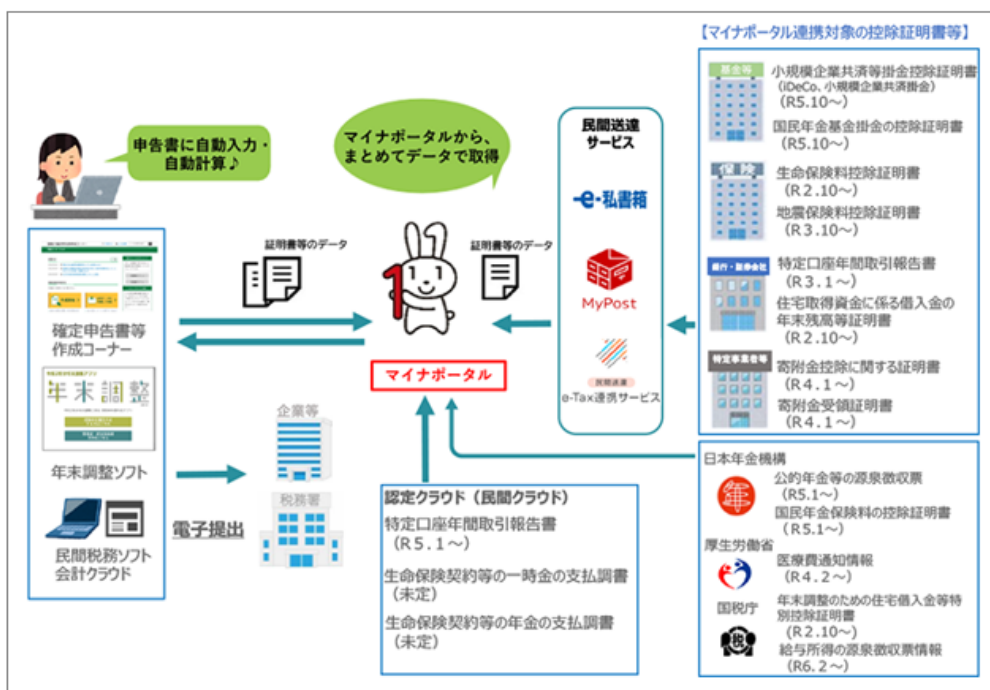 【マイナポータル連携対象の控除証明書等】
基金等
小規模企業共済等掛金控除証明書
(iDeCo、小規模企業共済掛金)
(R5.10～)
国民年金基金掛金の控除証明書
(R5.10～)
保険
生命保険料控除証明書
(R2.10～)
地震保険料控除証明書
(R3.10～)
銀行・証券会社
特定口座年間取引報告書
(R3.1～)
住宅取得資金に係る借入金の
年末残高等証明書
(R2.10～)
特定事業者等
寄附金控除に関する証明書
(R4.1～)
寄附金受領証明書
(R4.1～)
民間送達
サービス
e-私書箱
MyPost
民間送達
e-Tax連携サービス
マイナポータルから、
まとめてデータで取得
申告書に自動入力・
自動計算♪
証明書等のデータ
証明書等のデータ
1
マイナポータル
確定申告書等
作成コーナー
年末調整
年末調整ソフト
民間税務ソフト
会計クラウド
電子提出
企業等
税務署
認定クラウド（民間クラウド）
特定口座年間取引報告書
(R5.1～)
生命保険契約等の一時金の支払調書
(未定)
生命保険契約等の年金の支払調書
(未定)
日本年金機構
公的年金等の源泉徴収票
(R5.1～)
国民年金保険料の控除証明書
(R5.1～)
厚生労働省
医療費通知情報
(R4.2～)
国税庁
税
年末調整のための住宅借入金等特
別控除証明書
(R2.10～)
給与所得の源泉徴収票情報
(R6.2～)